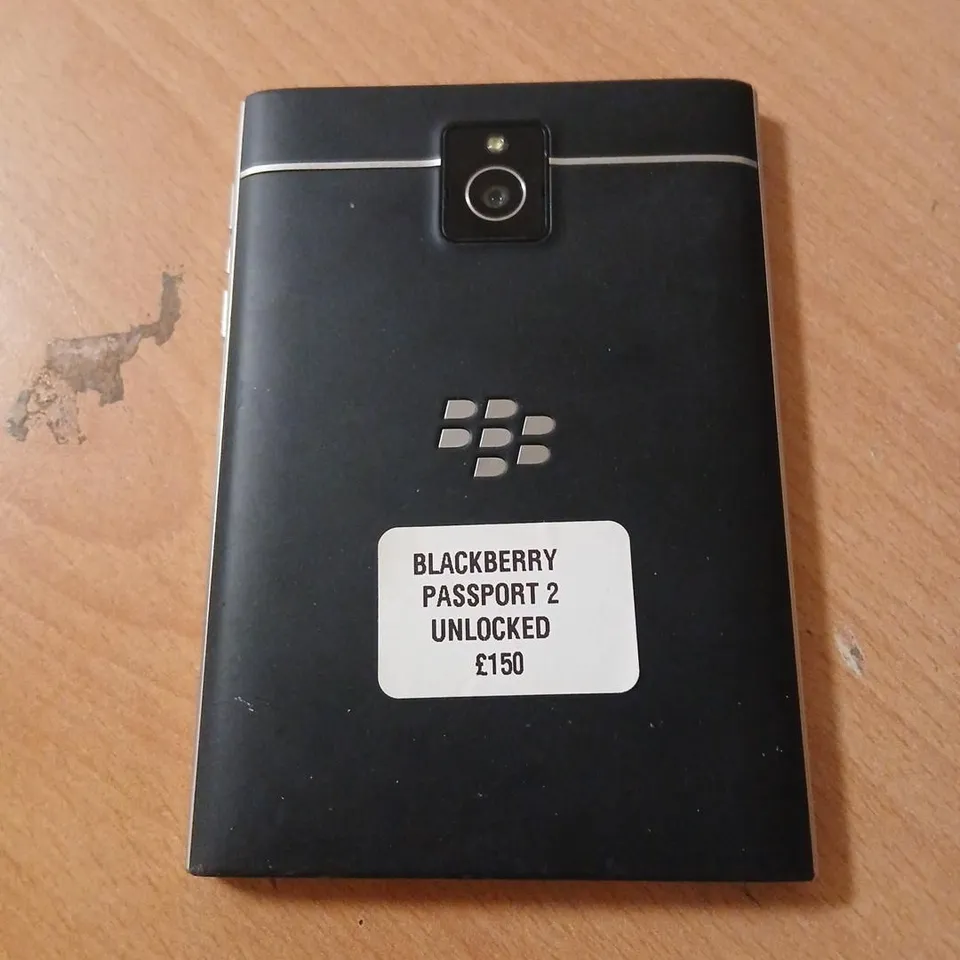 BLACKBERRY
PASSPORT 2
UNLOCKED
£150